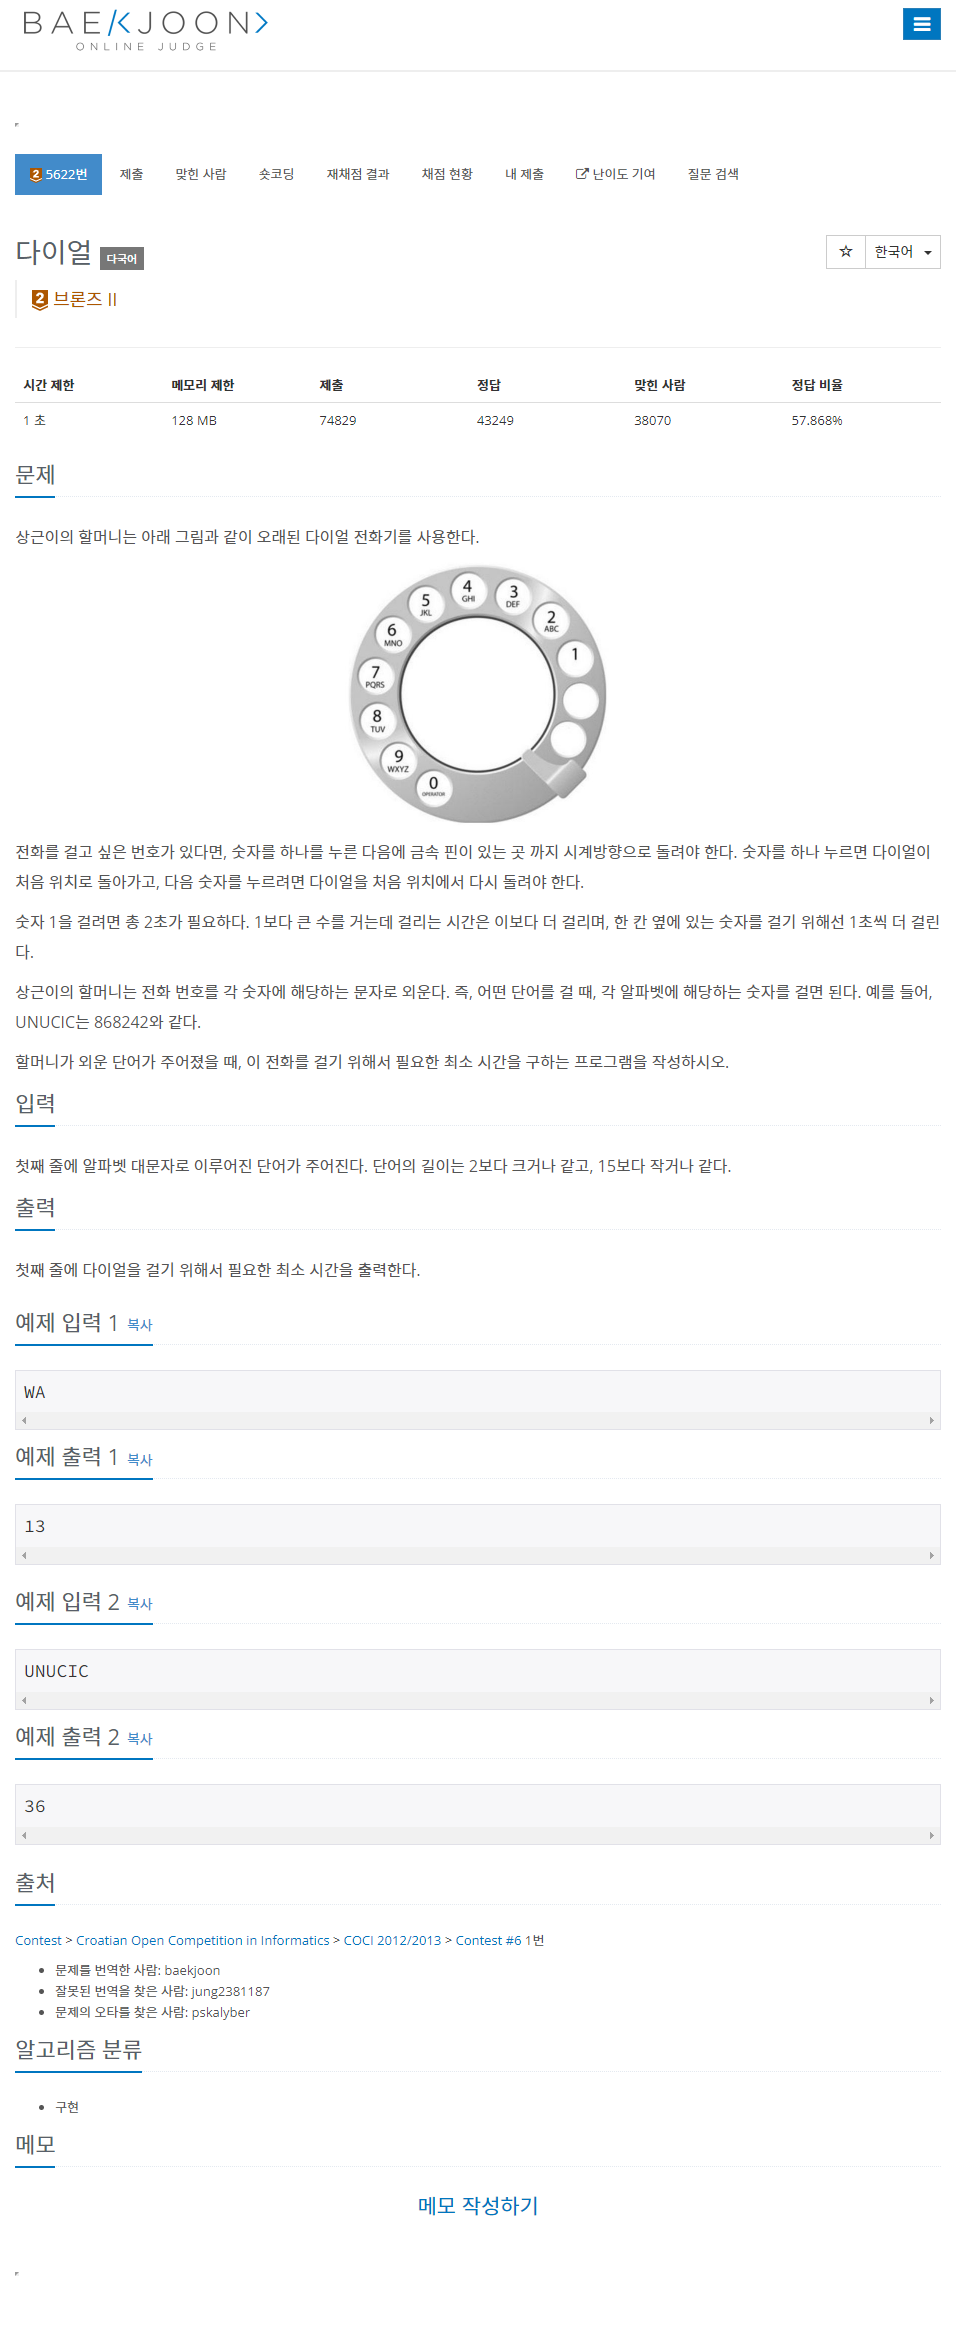 BAE/<JOON>
ONLINE JUDGE
2 5622번 제출 맞힌 사람 숏코딩 재채점 결과 채점 현황 내 제출 난이도 기여 질문 검색
다이얼 다국어 한국어
2 브론즈 II
시간 제한 메모리 제한 제출 정답 맞힌 사람 정답 비율
1 초 128 MB 74829 43249 38070 57.868%
문제
상근이의 할머니는 아래 그림과 같이 오래된 다이얼 전화기를 사용한다.
4 GHI
3 DEF
5 JKL
2 ABC
6 MNO
1
7 PQRS
8 TUV
9 WXYZ
0 OPERATOR
전화를 걸고 싶은 번호가 있다면, 숫자를 하나를 누른 다음에 금속 핀이 있는 곳 까지 시계방향으로 돌려야 한다. 숫자를 하나 누르면 다이얼이
처음 위치로 돌아가고, 다음 숫자를 누르려면 다이얼을 처음 위치에서 다시 돌려야 한다.
숫자 1을 걸려면 총 2초가 필요하다. 1보다 큰 수를 거는데 걸리는 시간은 이보다 더 걸리며, 한 칸 옆에 있는 숫자를 걸기 위해선 1초씩 더 걸린
다.
상근이의 할머니는 전화 번호를 각 숫자에 해당하는 문자로 외운다. 즉, 어떤 단어를 걸 때, 각 알파벳에 해당하는 숫자를 걸면 된다. 예를 들어,
UNUCIC는 868242와 같다.
할머니가 외운 단어가 주어졌을 때, 이 전화를 걸기 위해서 필요한 최소 시간을 구하는 프로그램을 작성하시오.
입력
첫째 줄에 알파벳 대문자로 이루어진 단어가 주어진다. 단어의 길이는 2보다 크거나 같고, 15보다 작거나 같다.
출력
첫째 줄에 다이얼을 걸기 위해서 필요한 최소 시간을 출력한다.
예제 입력 1 복사
WA
예제 출력 1 복사
13
예제 입력 2 복사
UNUCIC
예제 출력 2 복사
36
출처
Contest > Croatian Open Competition in Informatics > COCI 2012/2013 > Contest #6 1번
• 문제를 번역한 사람: baekjoon
• 잘못된 번역을 찾은 사람: jung2381187
• 문제의 오타를 찾은 사람: pskalyber
알고리즘 분류
• 구현
메모
메모 작성하기